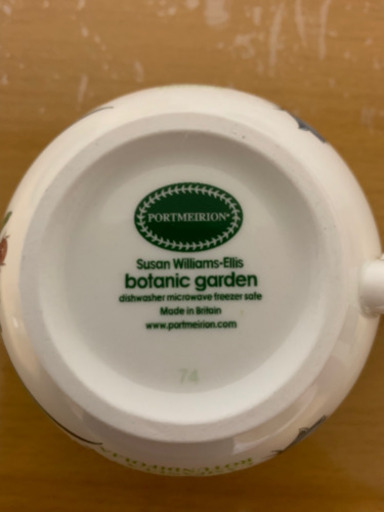 PORTMEIRION®
Susan Williams-Ellis
botanic garden
dishwasher microwave freezer safe
Made in Britain
www.portmeirion.com
74